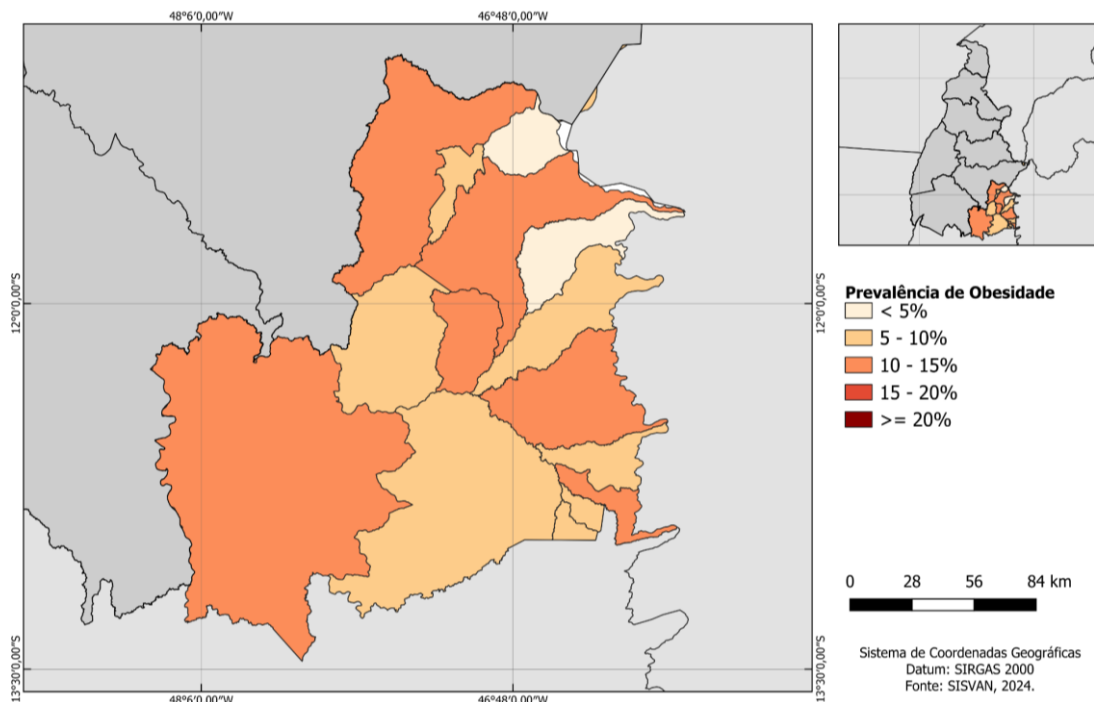 48°6'0,00"W
46°48'0,00"W
12°0'0,00"S
12°0'0,00"S
13°30'0,00"S
13°30'0,00"S
48°6'0,00"W
46°48'0,00"W
Prevalência de Obesidade
< 5%
5 - 10%
10 - 15%
15 - 20%
>= 20%
0 28 56 84 km
Sistema de Coordenadas Geográficas
Datum: SIRGAS 2000
Fonte: SISVAN, 2024.